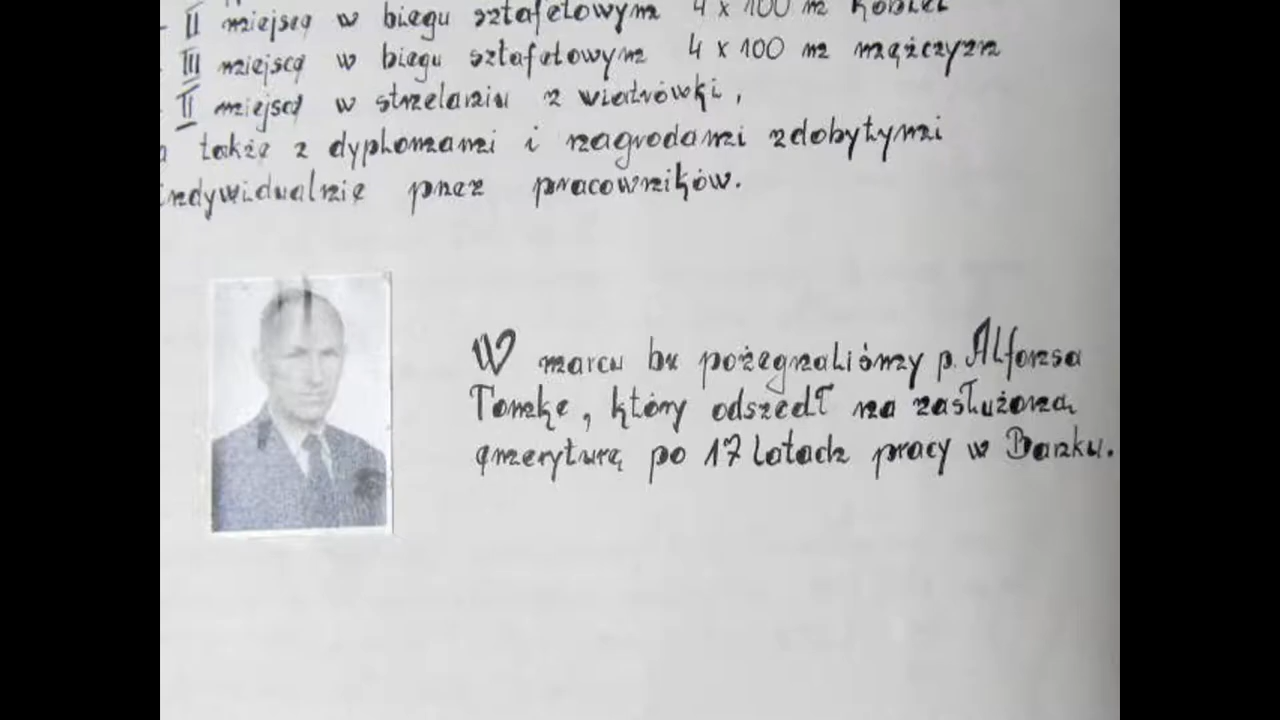 - II miejsce w biegu sztafetowym 4 x 100 m kobiet
- III miejsce w biegu sztafetowym 4 x 100 m mężczyzn
- II miejsce w strzelaniu z wiatrówki,
a także z dyplomami i nagrodami zdobytymi
indywidualnie przez pracowników.
W marcu br pożegnaliśmy p. Alfonsa
Tomkę, który odszedł na zasłużoną
emeryturę po 17 latach pracy w Banku.